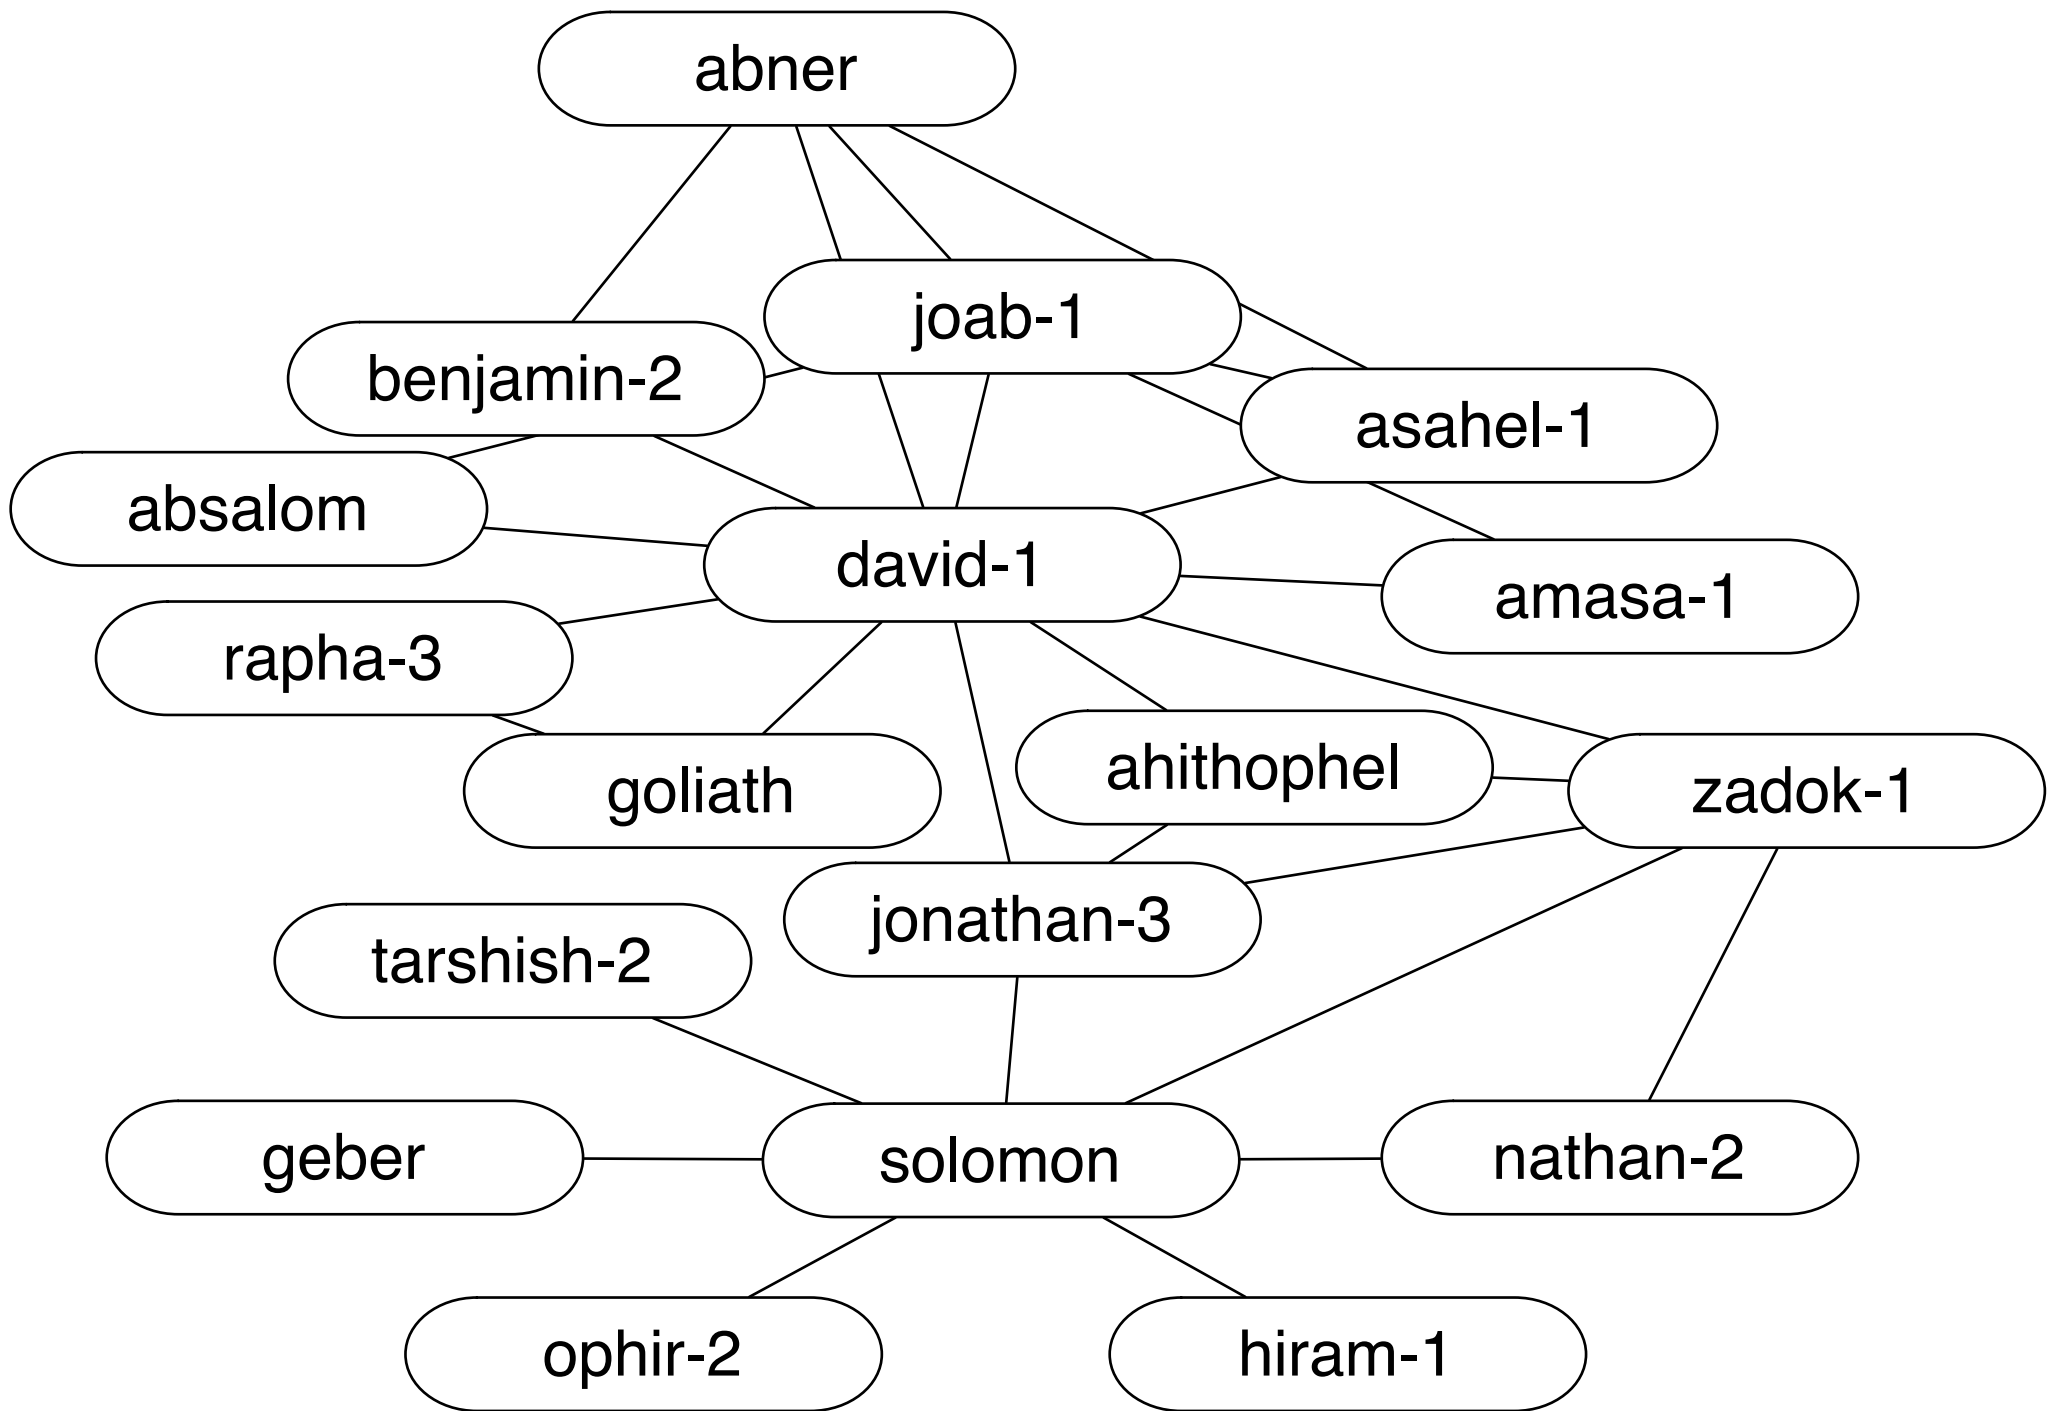 abner
joab-1
benjamin-2
asahel-1
absalom
david-1
amasa-1
rapha-3
ahithophel
goliath
zadok-1
jonathan-3
tarshish-2
geber
solomon
nathan-2
ophir-2
hiram-1